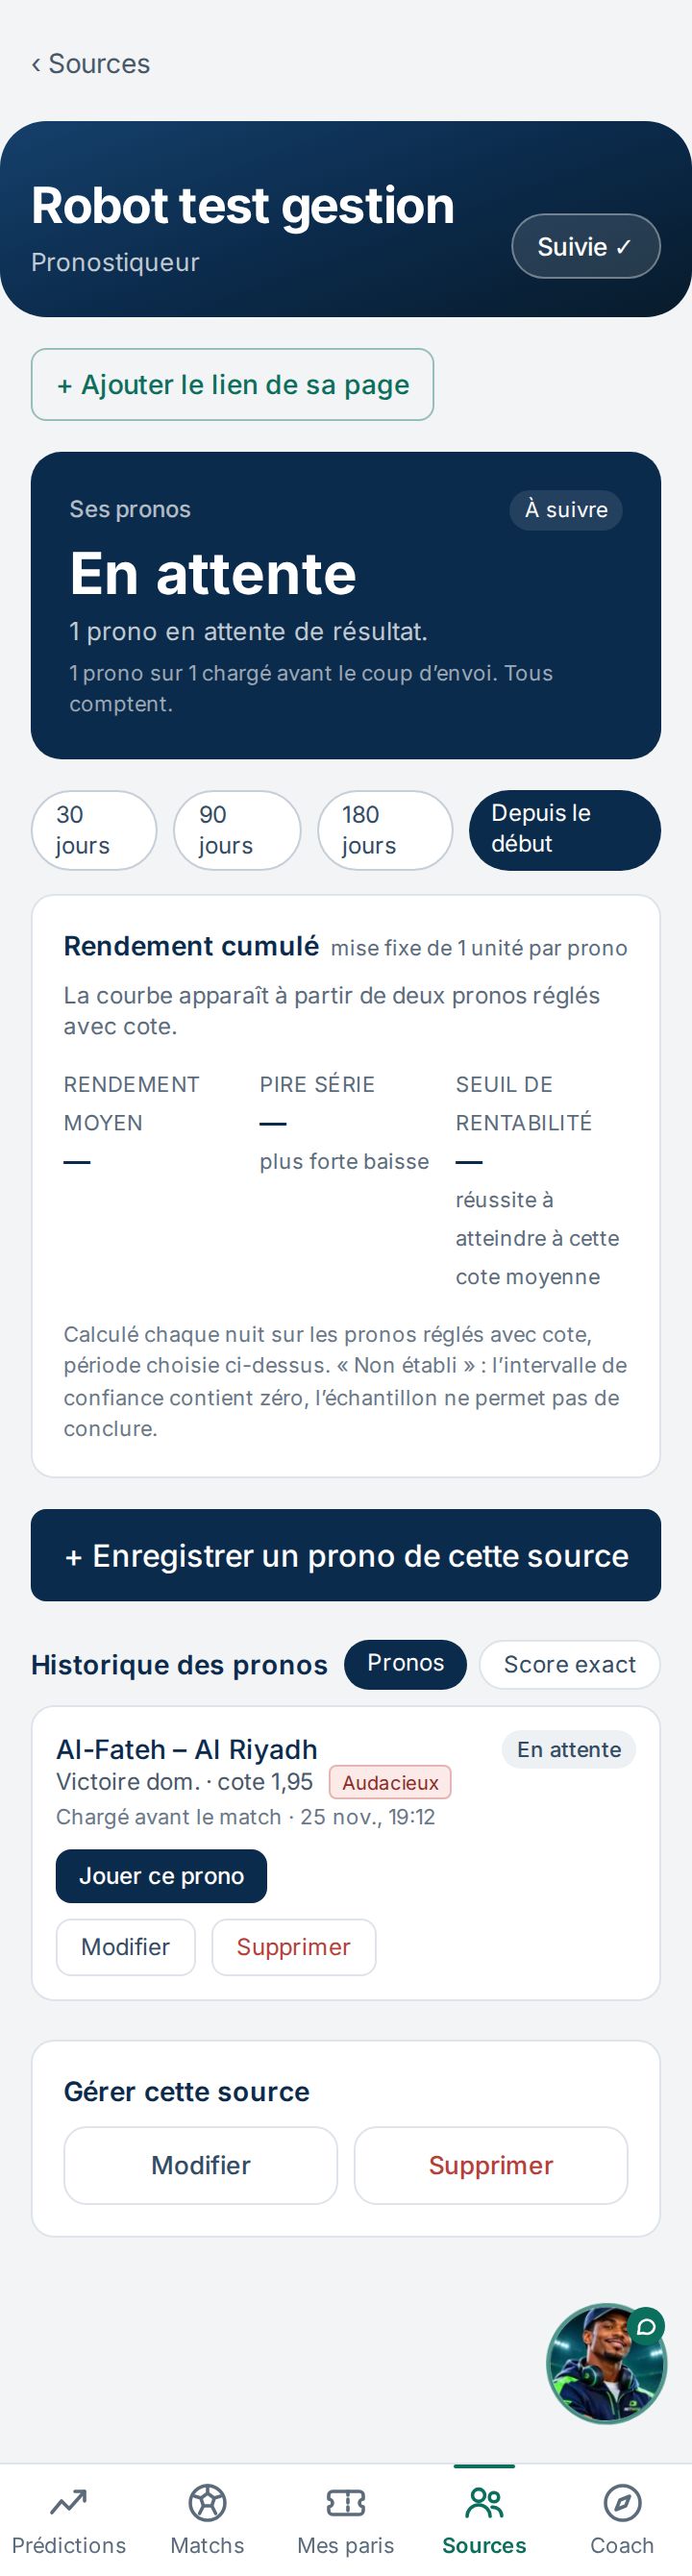 ‹ Sources
Robot test gestion
Pronostiqueur
Suivie ✓
+ Ajouter le lien de sa page
Ses pronos
À suivre
En attente
1 prono en attente de résultat.
1 prono sur 1 chargé avant le coup d’envoi. Tous
comptent.
30
jours
90
jours
180
jours
Depuis le
début
Rendement cumulé mise fixe de 1 unité par prono
La courbe apparaît à partir de deux pronos réglés
avec cote.
RENDEMENT
MOYEN
—
PIRE SÉRIE
—
plus forte baisse
SEUIL DE
RENTABILITÉ
—
réussite à
atteindre à cette
cote moyenne
Calculé chaque nuit sur les pronos réglés avec cote,
période choisie ci-dessus. « Non établi » : l’intervalle de
confiance contient zéro, l’échantillon ne permet pas de
conclure.
+ Enregistrer un prono de cette source
Historique des pronos
Pronos
Score exact
Al-Fateh – Al Riyadh
En attente
Victoire dom. · cote 1,95 Audacieux
Chargé avant le match · 25 nov., 19:12
Jouer ce prono
Modifier
Supprimer
Gérer cette source
Modifier
Supprimer
Prédictions
Matchs
Mes paris
Sources
Coach